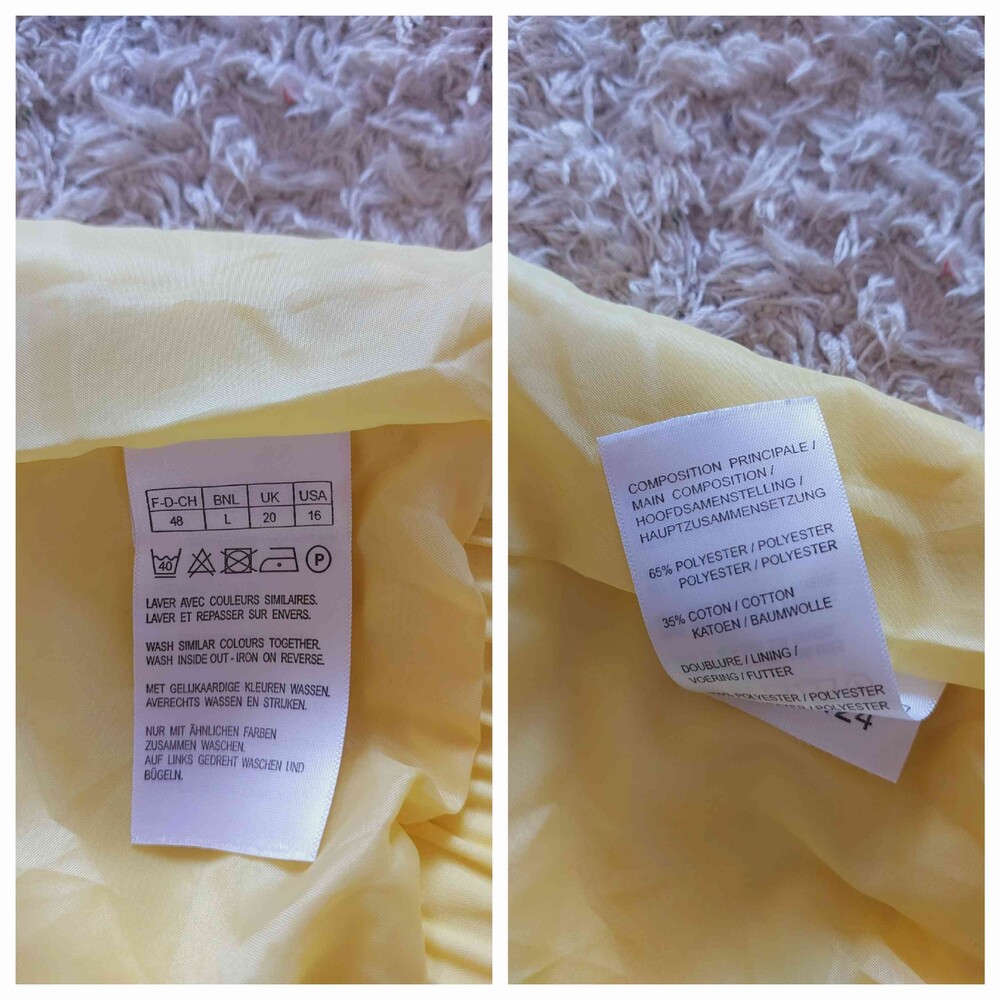 F-D-CH BNL UK USA
48 L 20 16
40 P
LAVER AVEC COULEURS SIMILAIRES.
LAVER ET REPASSER SUR ENVERS.
WASH SIMILAR COLOURS TOGETHER.
WASH INSIDE OUT - IRON ON REVERSE.
MET GELIJKAARDIGE KLEUREN WASSEN.
AVERECHTS WASSEN EN STRIJKEN.
NUR MIT ÄHNLICHEN FARBEN
ZUSAMMEN WASCHEN.
AUF LINKS GEDREHT WASCHEN UND
BÜGELN.
COMPOSITION PRINCIPALE /
MAIN COMPOSITION /
HOOFDSAMENSTELLING /
HAUPTZUSAMMENSETZUNG
65% POLYESTER / POLYESTER
POLYESTER / POLYESTER
35% COTON / COTTON
KATOEN / BAUMWOLLE
DOUBLURE / LINING /
VOERING / FUTTER
POLYESTER / POLYESTER
POLYESTER